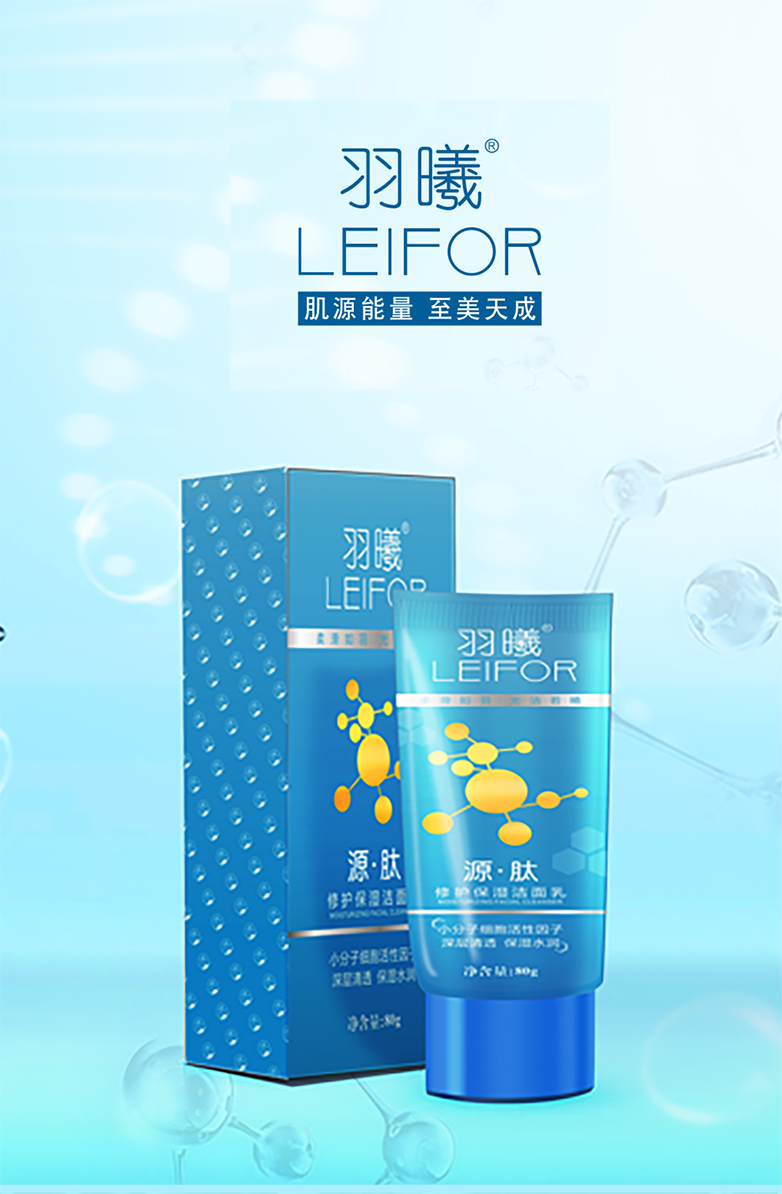 羽曦®
LEIFOR
肌源能量 至美天成
羽曦®
LEIFOR
源·肽
修护保湿洁面
MOISTURIZING FACIAL
小分子细胞活性因子
深层清透 保湿水润
净含量:80g
羽曦®
LEIFOR
源·肽
修护保湿洁面乳
MOISTURIZING FACIAL CLEANSER
小分子细胞活性因子
深层清透 保湿水润
净含量:80g